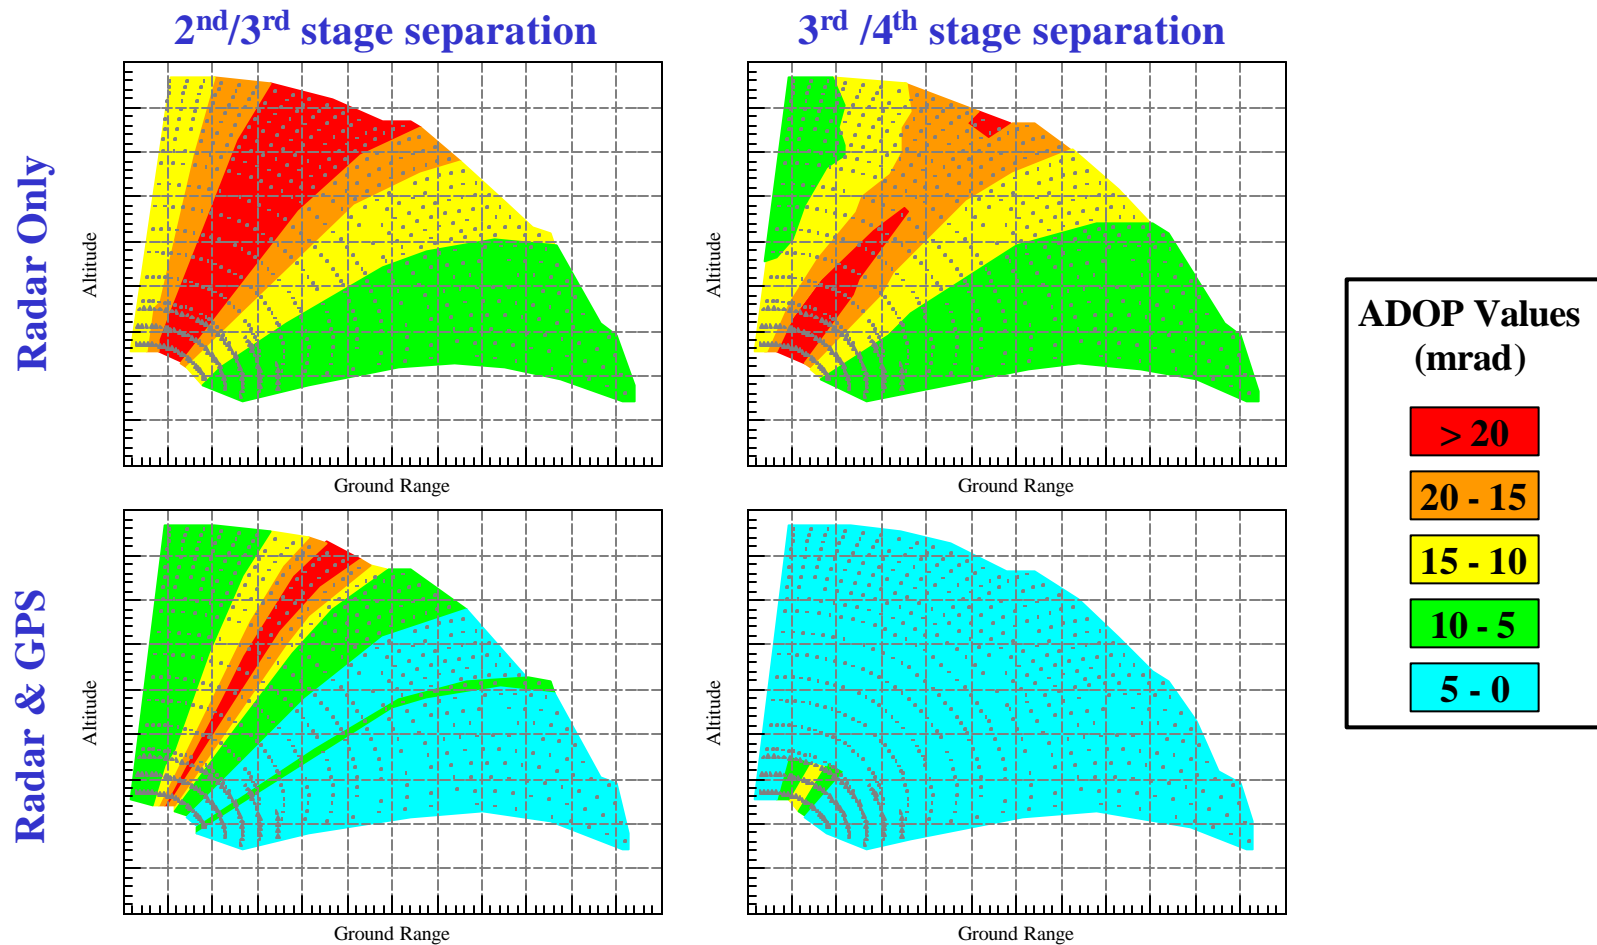 2nd/3rd stage separation
3rd /4th stage separation
Radar Only
Altitude
Ground Range
Altitude
Ground Range
Radar & GPS
Altitude
Ground Range
Altitude
Ground Range
ADOP Values
(mrad)
> 20
20 - 15
15 - 10
10 - 5
5 - 0